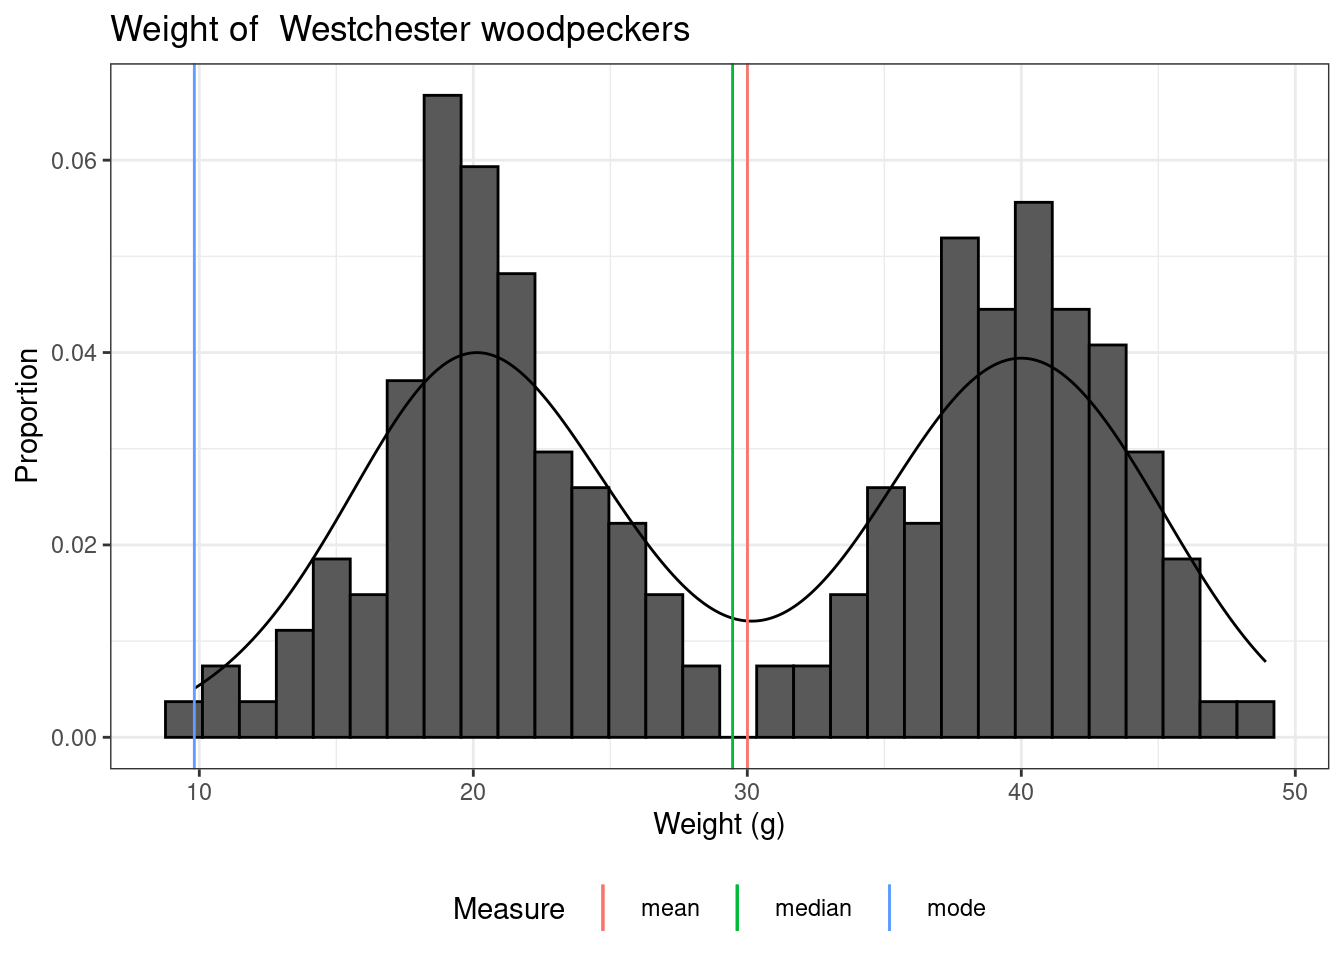 Weight of  Westchester woodpeckers
Proportion
0.06
0.04
0.02
0.00
10 20 30 40 50
Weight (g)
Measure mean median mode